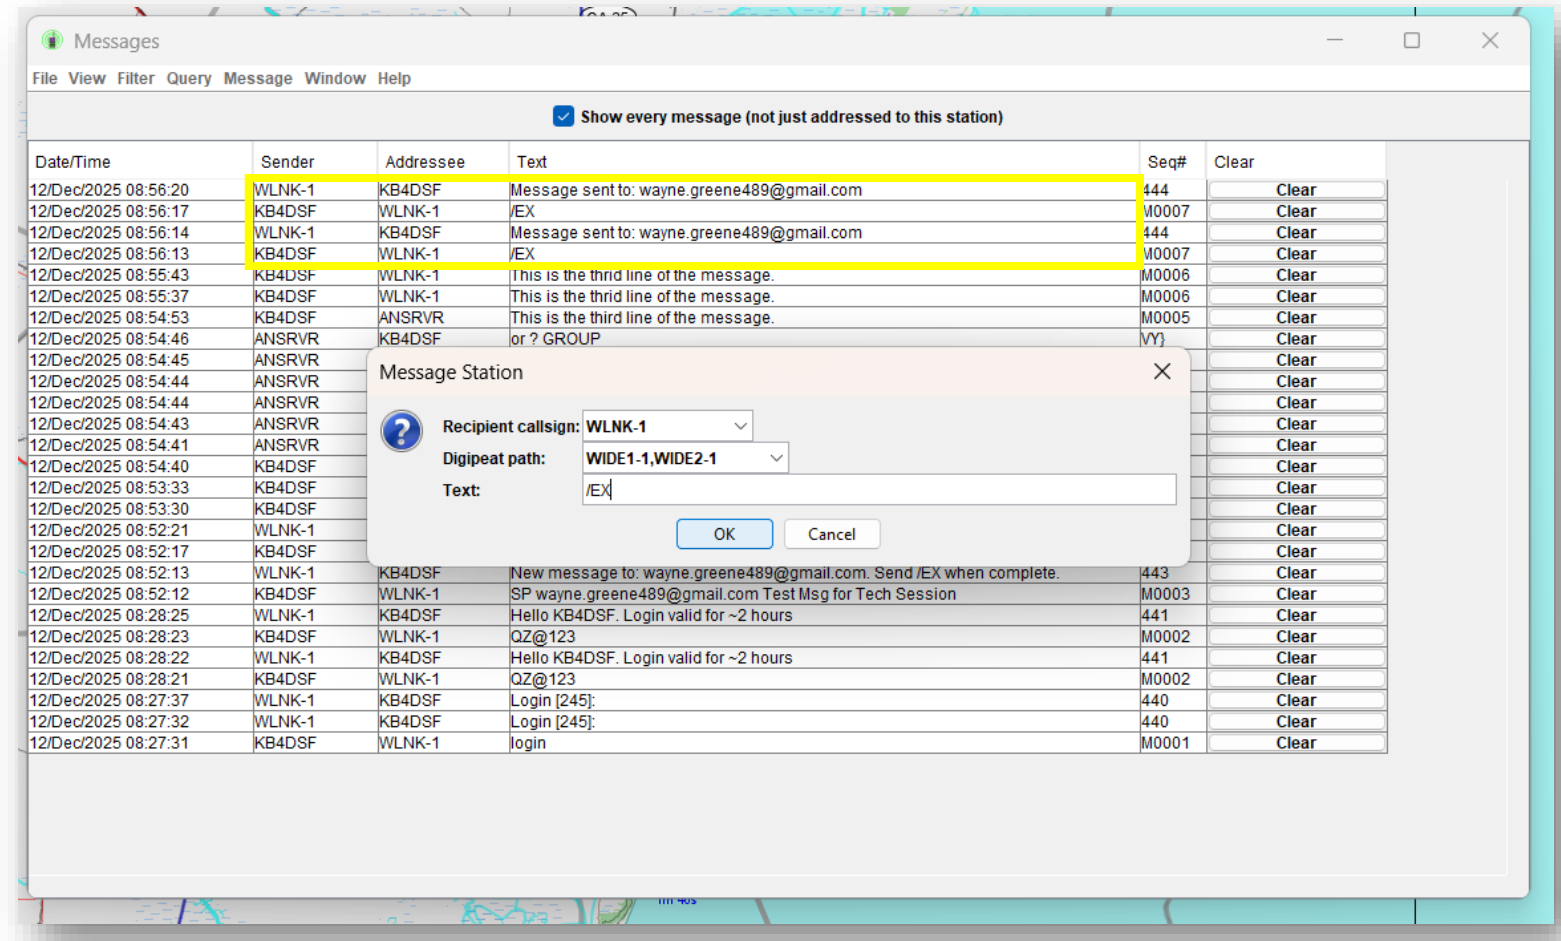 Messages
File View Filter Query Message Window Help
Show every message (not just addressed to this station)
Date/Time Sender Addressee Text Seq# Clear
12/Dec/2025 08:56:20 WLNK-1 KB4DSF Message sent to: wayne.greene489@gmail.com 444 Clear
12/Dec/2025 08:56:17 KB4DSF WLNK-1 /EX M0007 Clear
12/Dec/2025 08:56:14 WLNK-1 KB4DSF Message sent to: wayne.greene489@gmail.com 444 Clear
12/Dec/2025 08:56:13 KB4DSF WLNK-1 /EX M0007 Clear
12/Dec/2025 08:55:43 KB4DSF WLNK-1 This is the thrid line of the message. M0006 Clear
12/Dec/2025 08:55:37 KB4DSF WLNK-1 This is the thrid line of the message. M0006 Clear
12/Dec/2025 08:54:53 KB4DSF ANSRVR This is the third line of the message. M0005 Clear
12/Dec/2025 08:54:46 ANSRVR KB4DSF or ? GROUP VY} Clear
12/Dec/2025 08:54:45 ANSRVR Clear
12/Dec/2025 08:54:44 ANSRVR Clear
12/Dec/2025 08:54:44 ANSRVR Clear
12/Dec/2025 08:54:43 ANSRVR Clear
12/Dec/2025 08:54:41 ANSRVR Clear
12/Dec/2025 08:54:40 KB4DSF Clear
12/Dec/2025 08:53:33 KB4DSF Clear
12/Dec/2025 08:53:30 KB4DSF Clear
12/Dec/2025 08:52:21 WLNK-1 Clear
12/Dec/2025 08:52:17 KB4DSF Clear
12/Dec/2025 08:52:13 WLNK-1 KB4DSF New message to: wayne.greene489@gmail.com. Send /EX when complete. 443 Clear
12/Dec/2025 08:52:12 KB4DSF WLNK-1 SP wayne.greene489@gmail.com Test Msg for Tech Session M0003 Clear
12/Dec/2025 08:28:25 WLNK-1 KB4DSF Hello KB4DSF. Login valid for ~2 hours 441 Clear
12/Dec/2025 08:28:23 KB4DSF WLNK-1 QZ@123 M0002 Clear
12/Dec/2025 08:28:22 WLNK-1 KB4DSF Hello KB4DSF. Login valid for ~2 hours 441 Clear
12/Dec/2025 08:28:21 KB4DSF WLNK-1 QZ@123 M0002 Clear
12/Dec/2025 08:27:37 WLNK-1 KB4DSF Login [245]: 440 Clear
12/Dec/2025 08:27:32 WLNK-1 KB4DSF Login [245]: 440 Clear
12/Dec/2025 08:27:31 KB4DSF WLNK-1 login M0001 Clear
Message Station
Recipient callsign: WLNK-1
Digipeat path: WIDE1-1,WIDE2-1
Text: /EX
OK Cancel